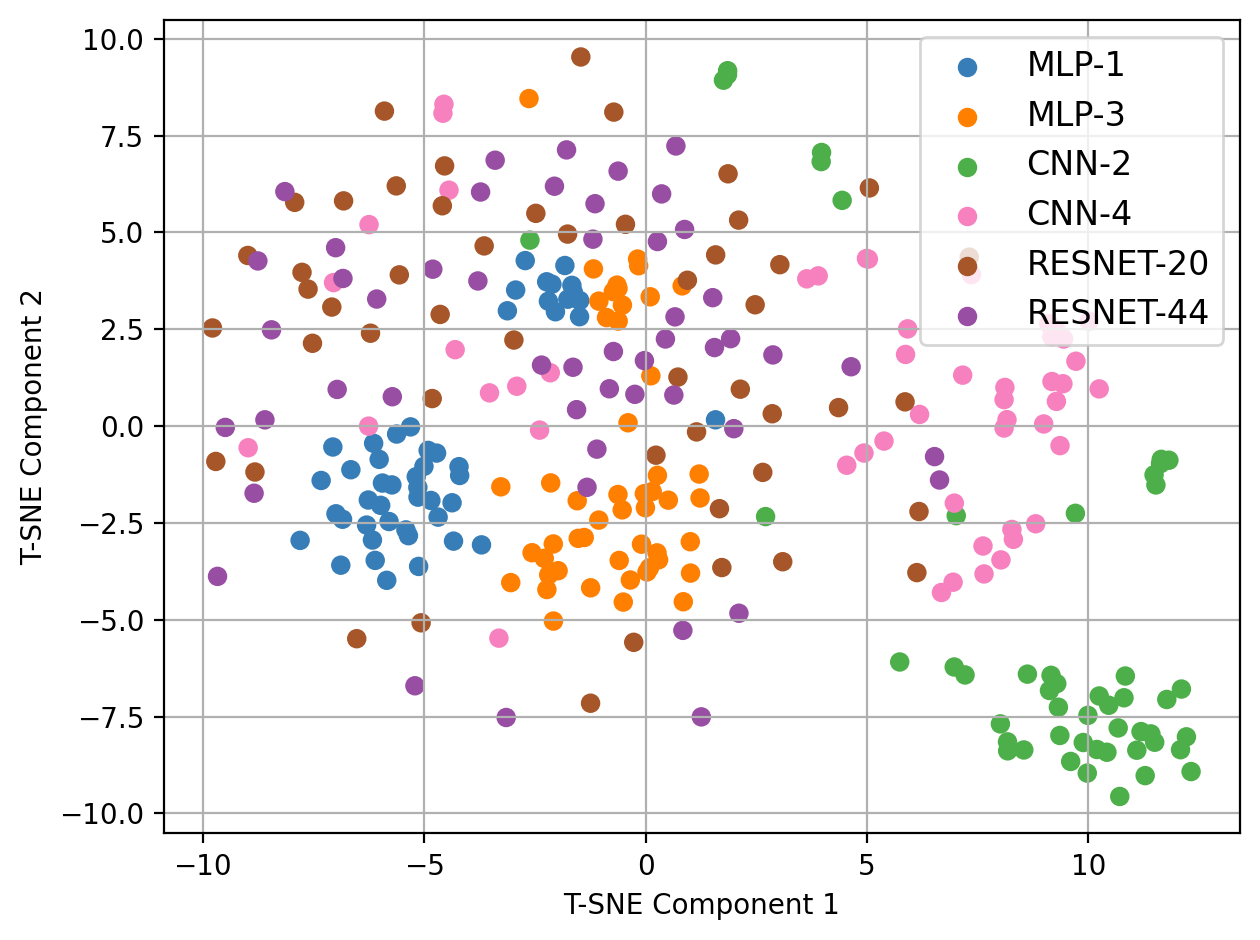 10.0
7.5
5.0
2.5
0.0
−2.5
−5.0
−7.5
−10.0
T-SNE Component 2
MLP-1
MLP-3
CNN-2
CNN-4
RESNET-20
RESNET-44
−10
−5
0
5
10
T-SNE Component 1